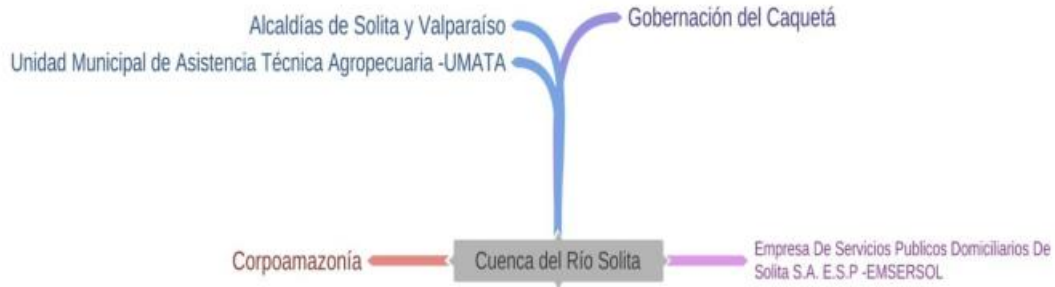 Alcaldías de Solita y Valparaíso
Gobernación del Caquetá
Unidad Municipal de Asistencia Técnica Agropecuaria -UMATA
Corpoamazonía
Cuenca del Río Solita
Empresa De Servicios Publicos Domiciliarios De
Solita S.A. E.S.P -EMSERSOL